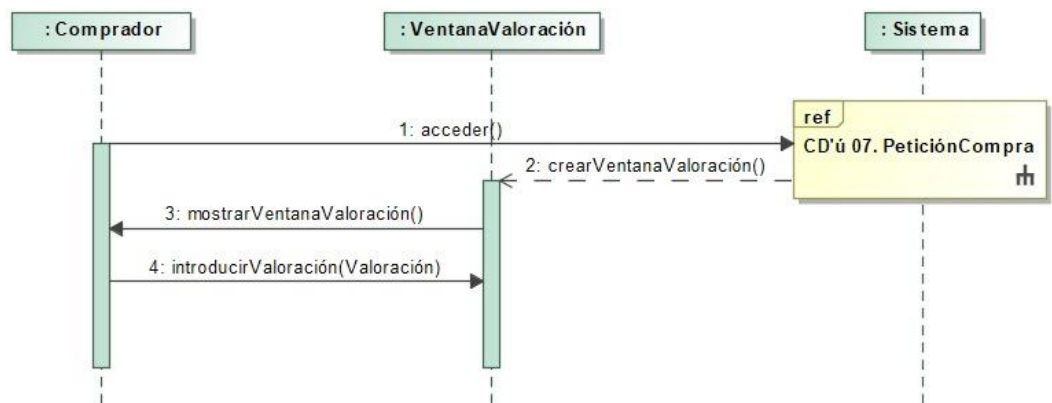 : Comprador
: VentanaValoración
: Sistema
ref
1: acceder()
CD'ú 07. PeticiónCompra
2: crearVentanaValoración()
3: mostrarVentanaValoración()
4: introducirValoración(Valoración)